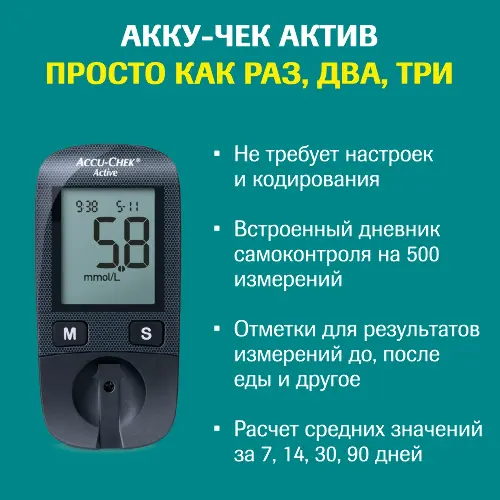 АККУ-ЧЕК АКТИВ
ПРОСТО КАК РАЗ, ДВА, ТРИ
ACCU-CHEK®
Active
9:38 5-11
5.8
mmol/L
M S
▪ Не требует настроек
и кодирования
▪ Встроенный дневник
самоконтроля на 500
измерений
▪ Отметки для результатов
измерений до, после
еды и другое
▪ Расчет средних значений
за 7, 14, 30, 90 дней